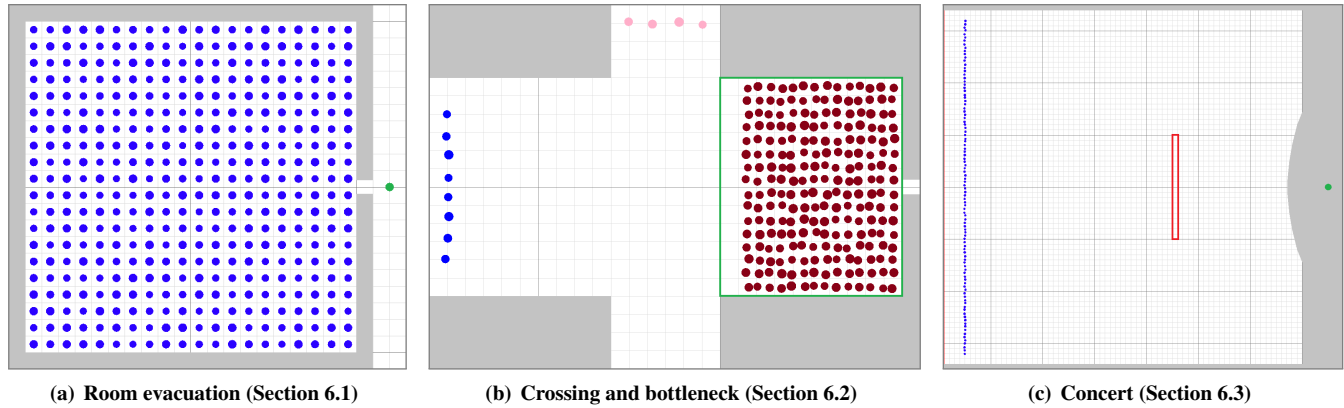 (a) Room evacuation (Section 6.1)
(b) Crossing and bottleneck (Section 6.2)
(c) Concert (Section 6.3)